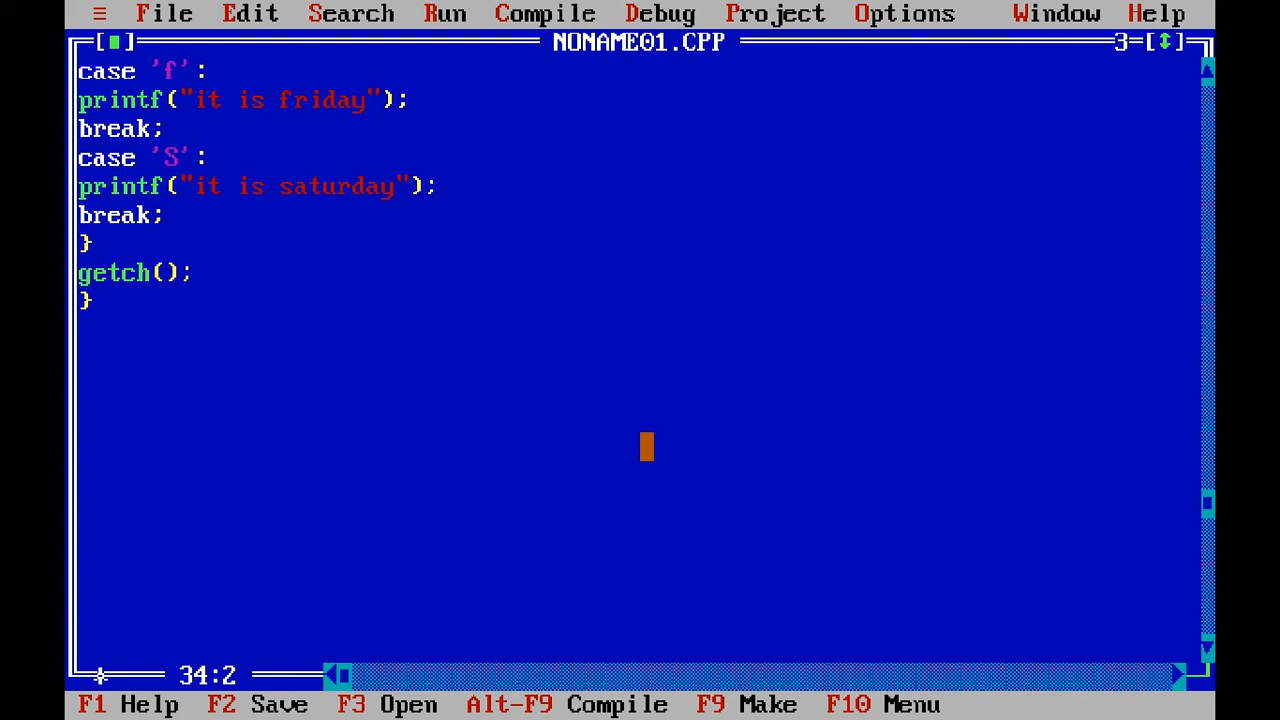 ≡ File Edit Search Run Compile Debug Project Options Window Help
[■] NONAME01.CPP 3=[↕]
case 'f':
printf("it is friday");
break;
case 'S':
printf("it is saturday");
break;
}
getch();
}
34:2
F1 Help F2 Save F3 Open Alt-F9 Compile F9 Make F10 Menu